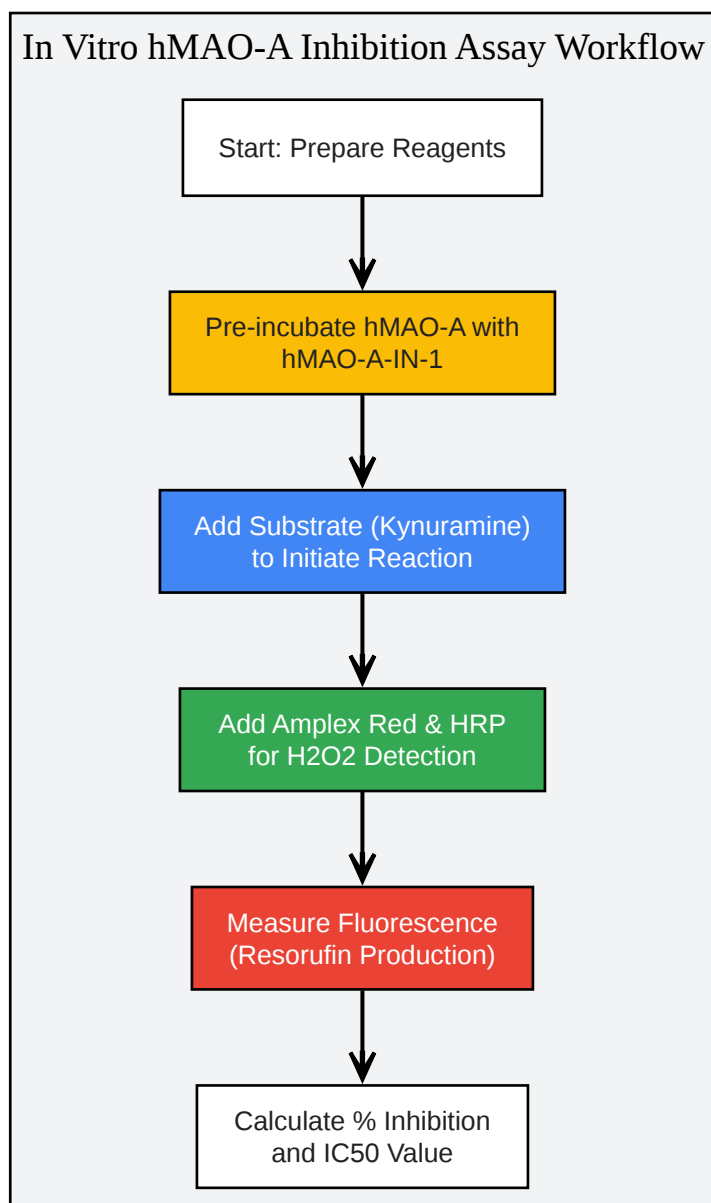 In Vitro hMAO-A Inhibition Assay Workflow
Start: Prepare Reagents
Pre-incubate hMAO-A with
hMAO-A-IN-1
Add Substrate (Kynuramine)
to Initiate Reaction
Add Amplex Red & HRP
for H2O2 Detection
Measure Fluorescence
(Resorufin Production)
Calculate % Inhibition
and IC50 Value